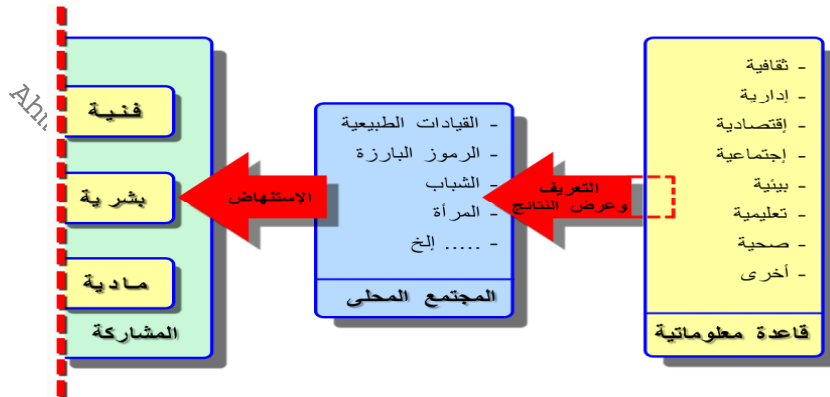 - ثقافية
- إدارية
- إقتصادية
- إجتماعية
- بيئية
- تعليمية
- صحية
- أخرى
قاعدة معلوماتية
التعريف
وعرض النتائج
- القيادات الطبيعية
- الرموز البارزة
- الشباب
- المرأة
- ..... إلخ
المجتمع المحلى
الإستنهاض
فنية
بشرية
مادية
المشاركة